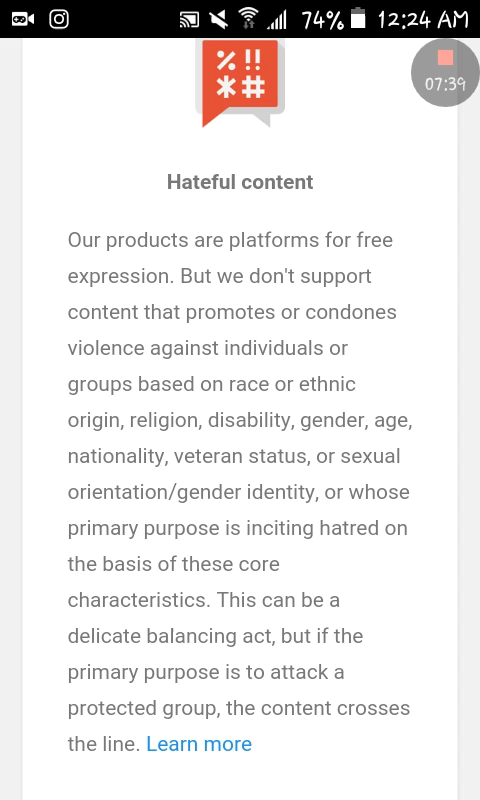 74% 12:24 AM
07:39
%!!
*#
Hateful content
Our products are platforms for free
expression. But we don't support
content that promotes or condones
violence against individuals or
groups based on race or ethnic
origin, religion, disability, gender, age,
nationality, veteran status, or sexual
orientation/gender identity, or whose
primary purpose is inciting hatred on
the basis of these core
characteristics. This can be a
delicate balancing act, but if the
primary purpose is to attack a
protected group, the content crosses
the line. Learn more